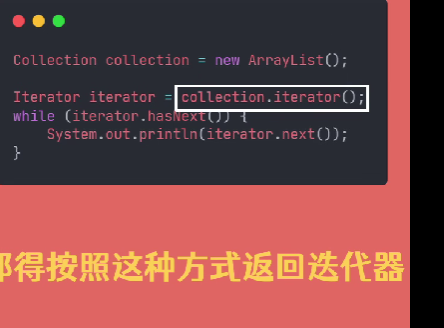 Collection collection = new ArrayList();
Iterator iterator = collection.iterator();
while (iterator.hasNext()) {
System.out.println(iterator.next());
}
都得按照这种方式返回迭代器